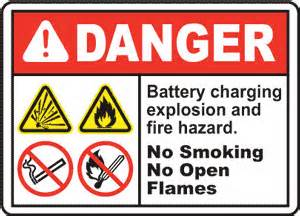 DANGER
Battery charging
explosion and
fire hazard.
No Smoking
No Open
Flames